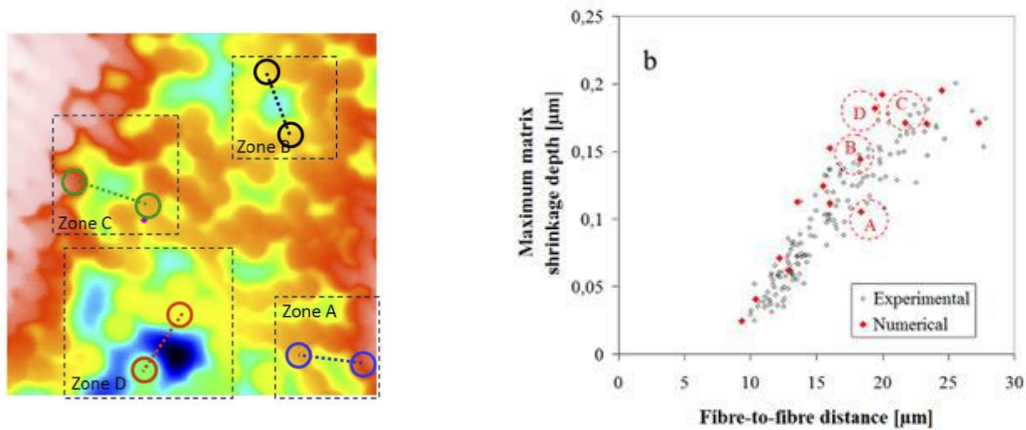 Zone B
Zone C
Zone A
Zone D
b
Maximum matrix
shrinkage depth [µm]
0,25
0,2
0,15
0,1
0,05
0
D
C
B
A
Experimental
Numerical
0
5
10
15
20
25
30
Fibre-to-fibre distance [µm]